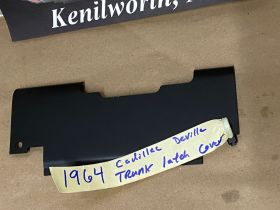 Kenilworth,
1964 Cadillac Deville
Trunk latch Cover